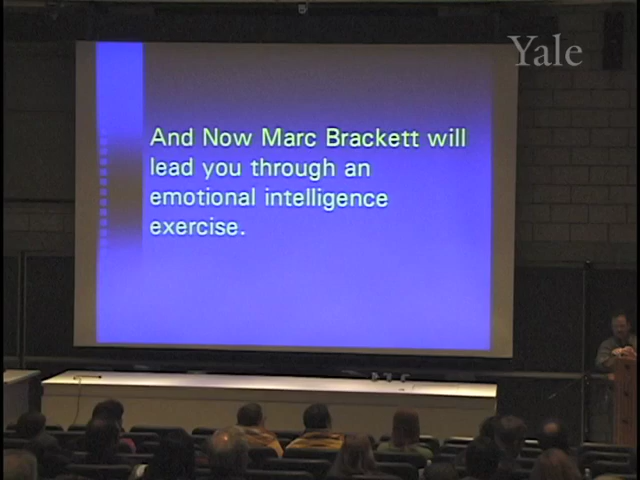 Yale
And Now Marc Brackett will
lead you through an
emotional intelligence
exercise.